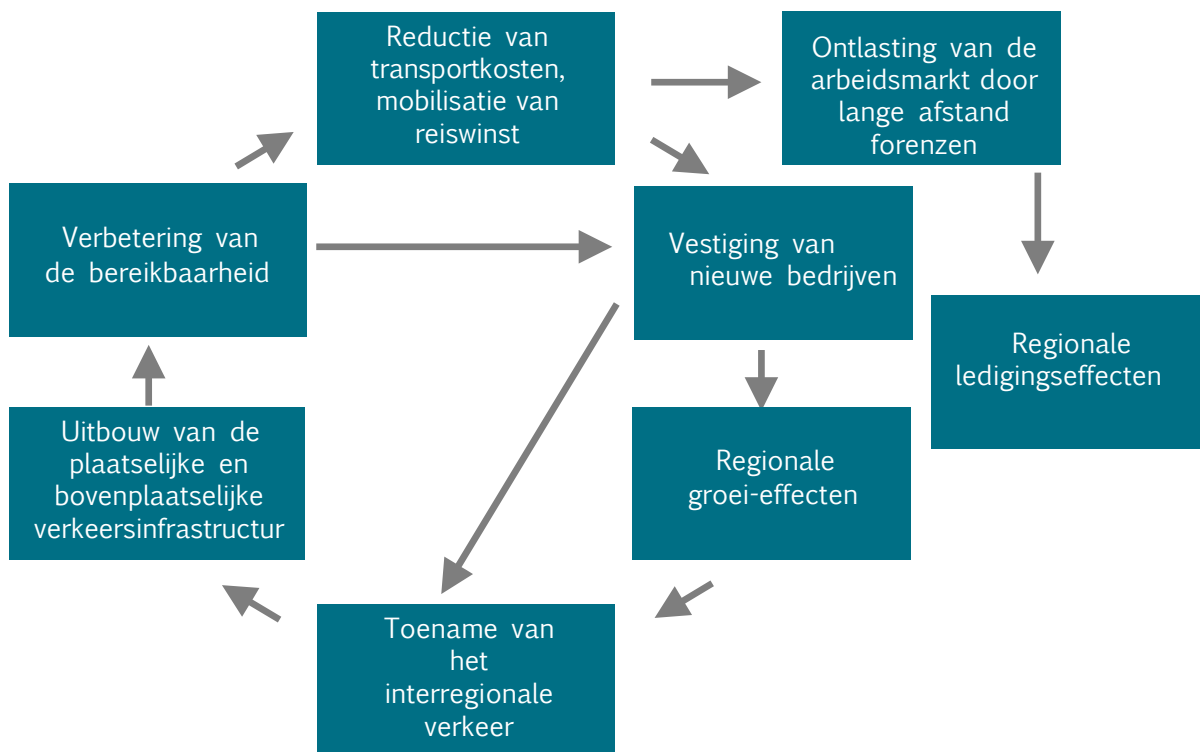 Reductie van
transportkosten,
mobilisatie van
reiswinst
Ontlasting van de
arbeidsmarkt door
lange afstand
forenzen
Verbetering van
de bereikbaarheid
Vestiging van
nieuwe bedrijven
Regionale
ledigingseffecten
Uitbouw van de
plaatselijke en
bovenplaatselijke
verkeersinfrastructur
Regionale
groei-effecten
Toename van
het
interregionale
verkeer